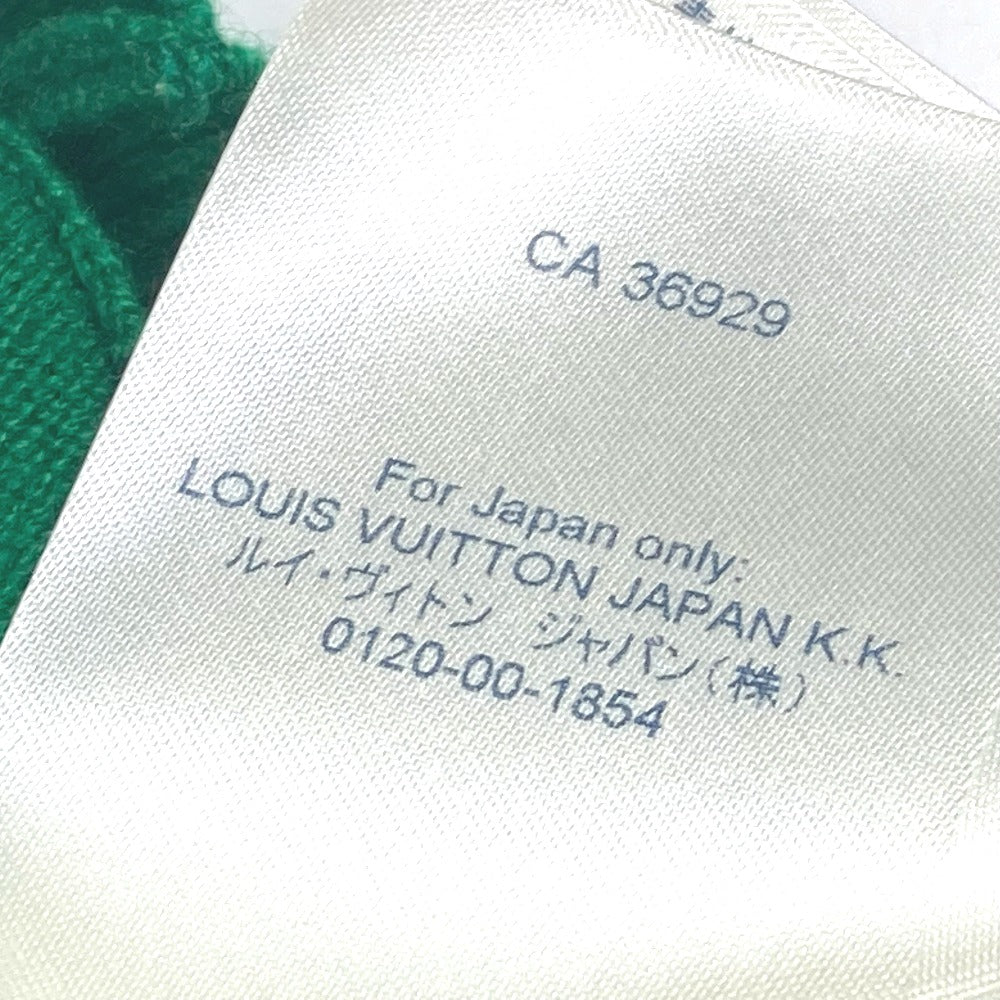 CA 36929
For Japan only:
LOUIS VUITTON JAPAN K.K.
ルイ・ヴィトン ジャパン(株)
0120-00-1854